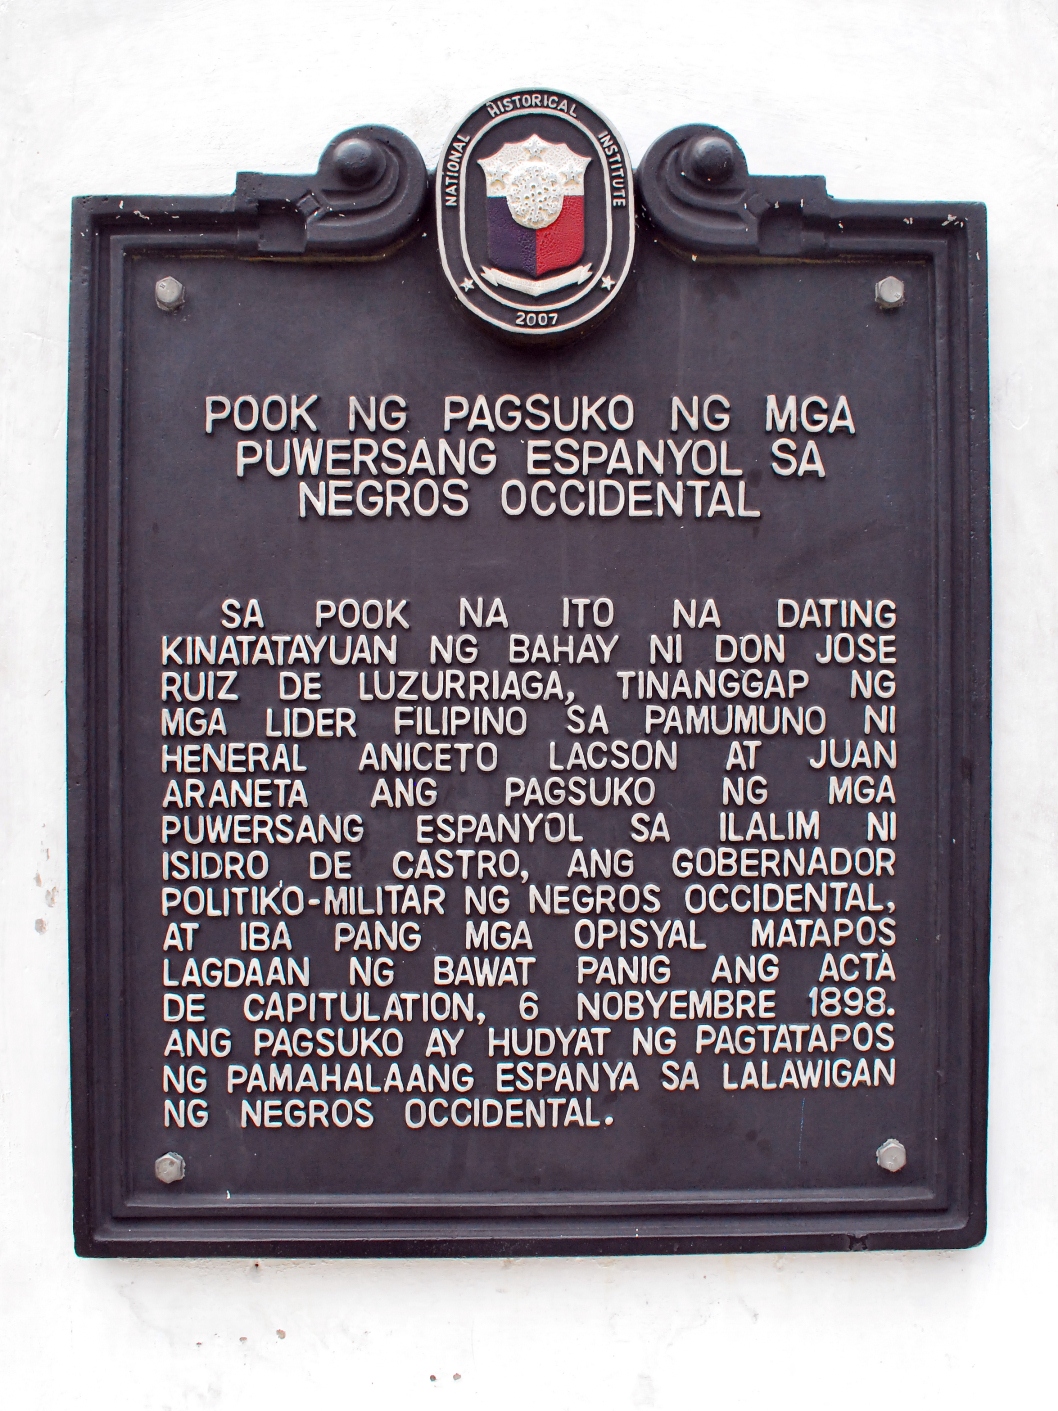 NATIONAL HISTORICAL INSTITUTE
2007
POOK NG PAGSUKO NG MGA
PUWERSANG ESPANYOL SA
NEGROS OCCIDENTAL
SA POOK NA ITO NA DATING
KINATATAYUAN NG BAHAY NI DON JOSE
RUIZ DE LUZURRIAGA, TINANGGAP NG
MGA LIDER FILIPINO SA PAMUMUNO NI
HENERAL ANICETO LACSON AT JUAN
ARANETA ANG PAGSUKO NG MGA
PUWERSANG ESPANYOL SA ILALIM NI
ISIDRO DE CASTRO, ANG GOBERNADOR
POLITIKO-MILITAR NG NEGROS OCCIDENTAL,
AT IBA PANG MGA OPISYAL MATAPOS
LAGDAAN NG BAWAT PANIG ANG ACTA
DE CAPITULATION, 6 NOBYEMBRE 1898.
ANG PAGSUKO AY HUDYAT NG PAGTATAPOS
NG PAMAHALAANG ESPANYA SA LALAWIGAN
NG NEGROS OCCIDENTAL.